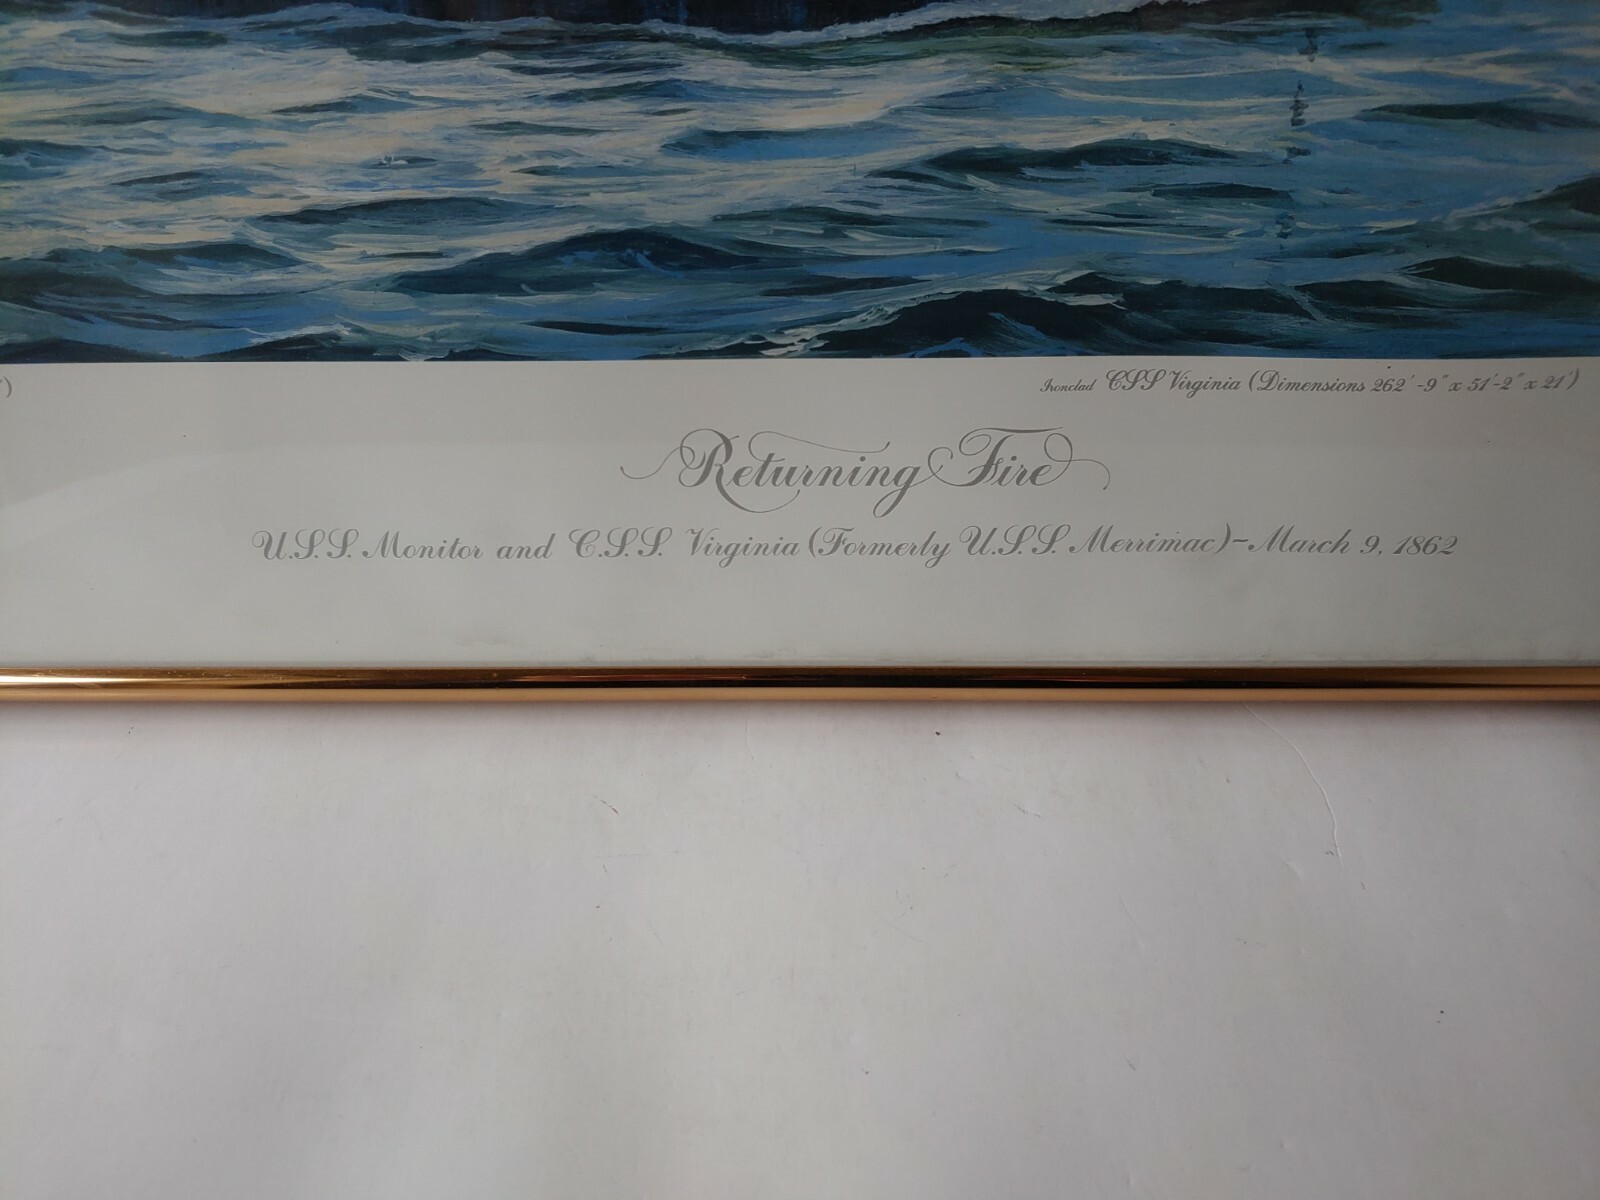 ')
Ironclad CSS Virginia (Dimensions 262'-9" x 51'-2" x 21')
Returning Fire
U.S.S. Monitor and C.S.S. Virginia (Formerly U.S.S. Merrimac)-March 9, 1862